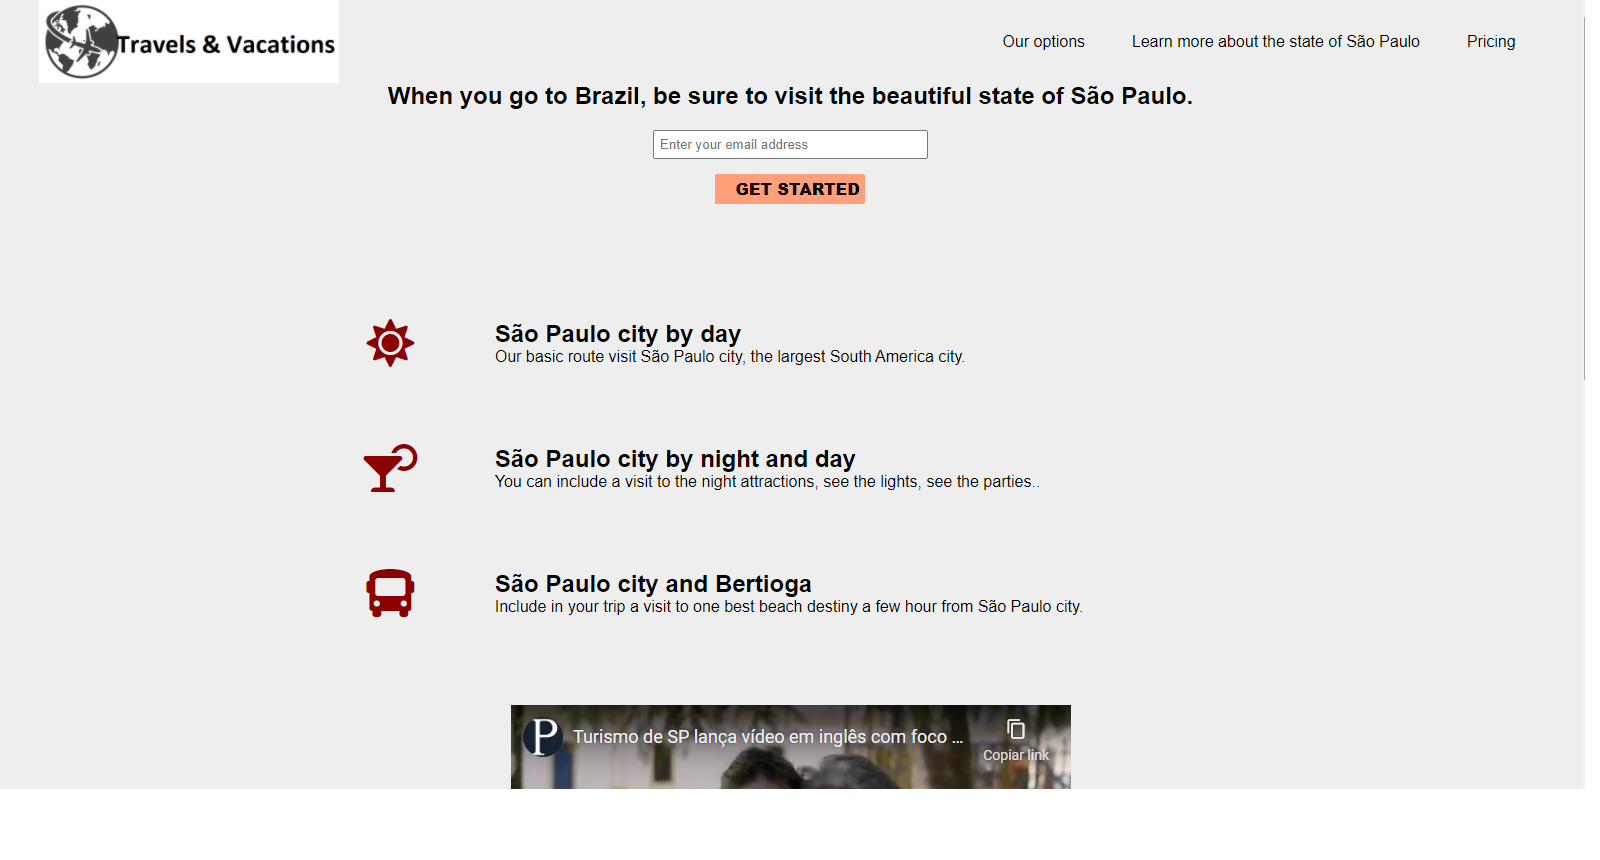 Travels & Vacations
Our options
Learn more about the state of São Paulo
Pricing
When you go to Brazil, be sure to visit the beautiful state of São Paulo.
Enter your email address
GET STARTED
São Paulo city by day
Our basic route visit São Paulo city, the largest South America city.
São Paulo city by night and day
You can include a visit to the night attractions, see the lights, see the parties..
São Paulo city and Bertioga
Include in your trip a visit to one best beach destiny a few hour from São Paulo city.
P
Turismo de SP lança vídeo em inglês com foco ...
Copiar link